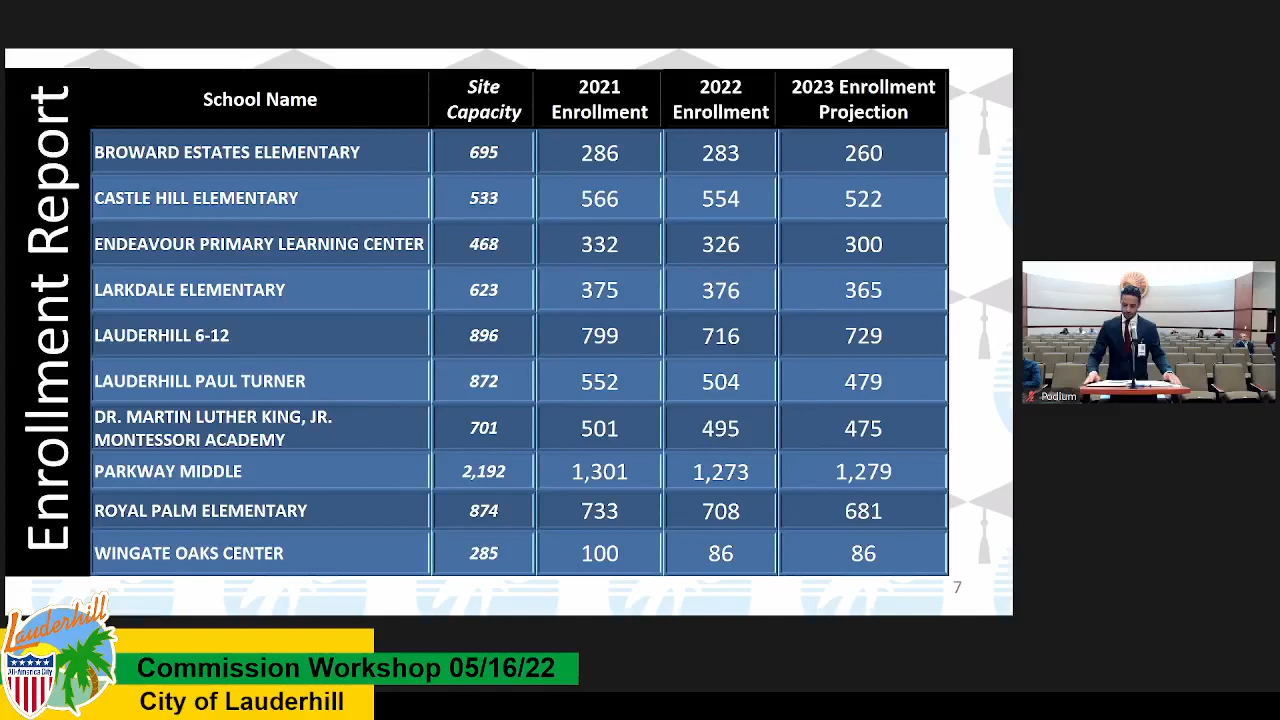 Enrollment Report
School Name Site Capacity 2021 Enrollment 2022 Enrollment 2023 Enrollment Projection
BROWARD ESTATES ELEMENTARY 695 286 283 260
CASTLE HILL ELEMENTARY 533 566 554 522
ENDEAVOUR PRIMARY LEARNING CENTER 468 332 326 300
LARKDALE ELEMENTARY 623 375 376 365
LAUDERHILL 6-12 896 799 716 729
LAUDERHILL PAUL TURNER 872 552 504 479
DR. MARTIN LUTHER KING, JR. MONTESSORI ACADEMY 701 501 495 475
PARKWAY MIDDLE 2,192 1,301 1,273 1,279
ROYAL PALM ELEMENTARY 874 733 708 681
WINGATE OAKS CENTER 285 100 86 86
7
Podium
Lauderhill
All-America City
Commission Workshop 05/16/22
City of Lauderhill